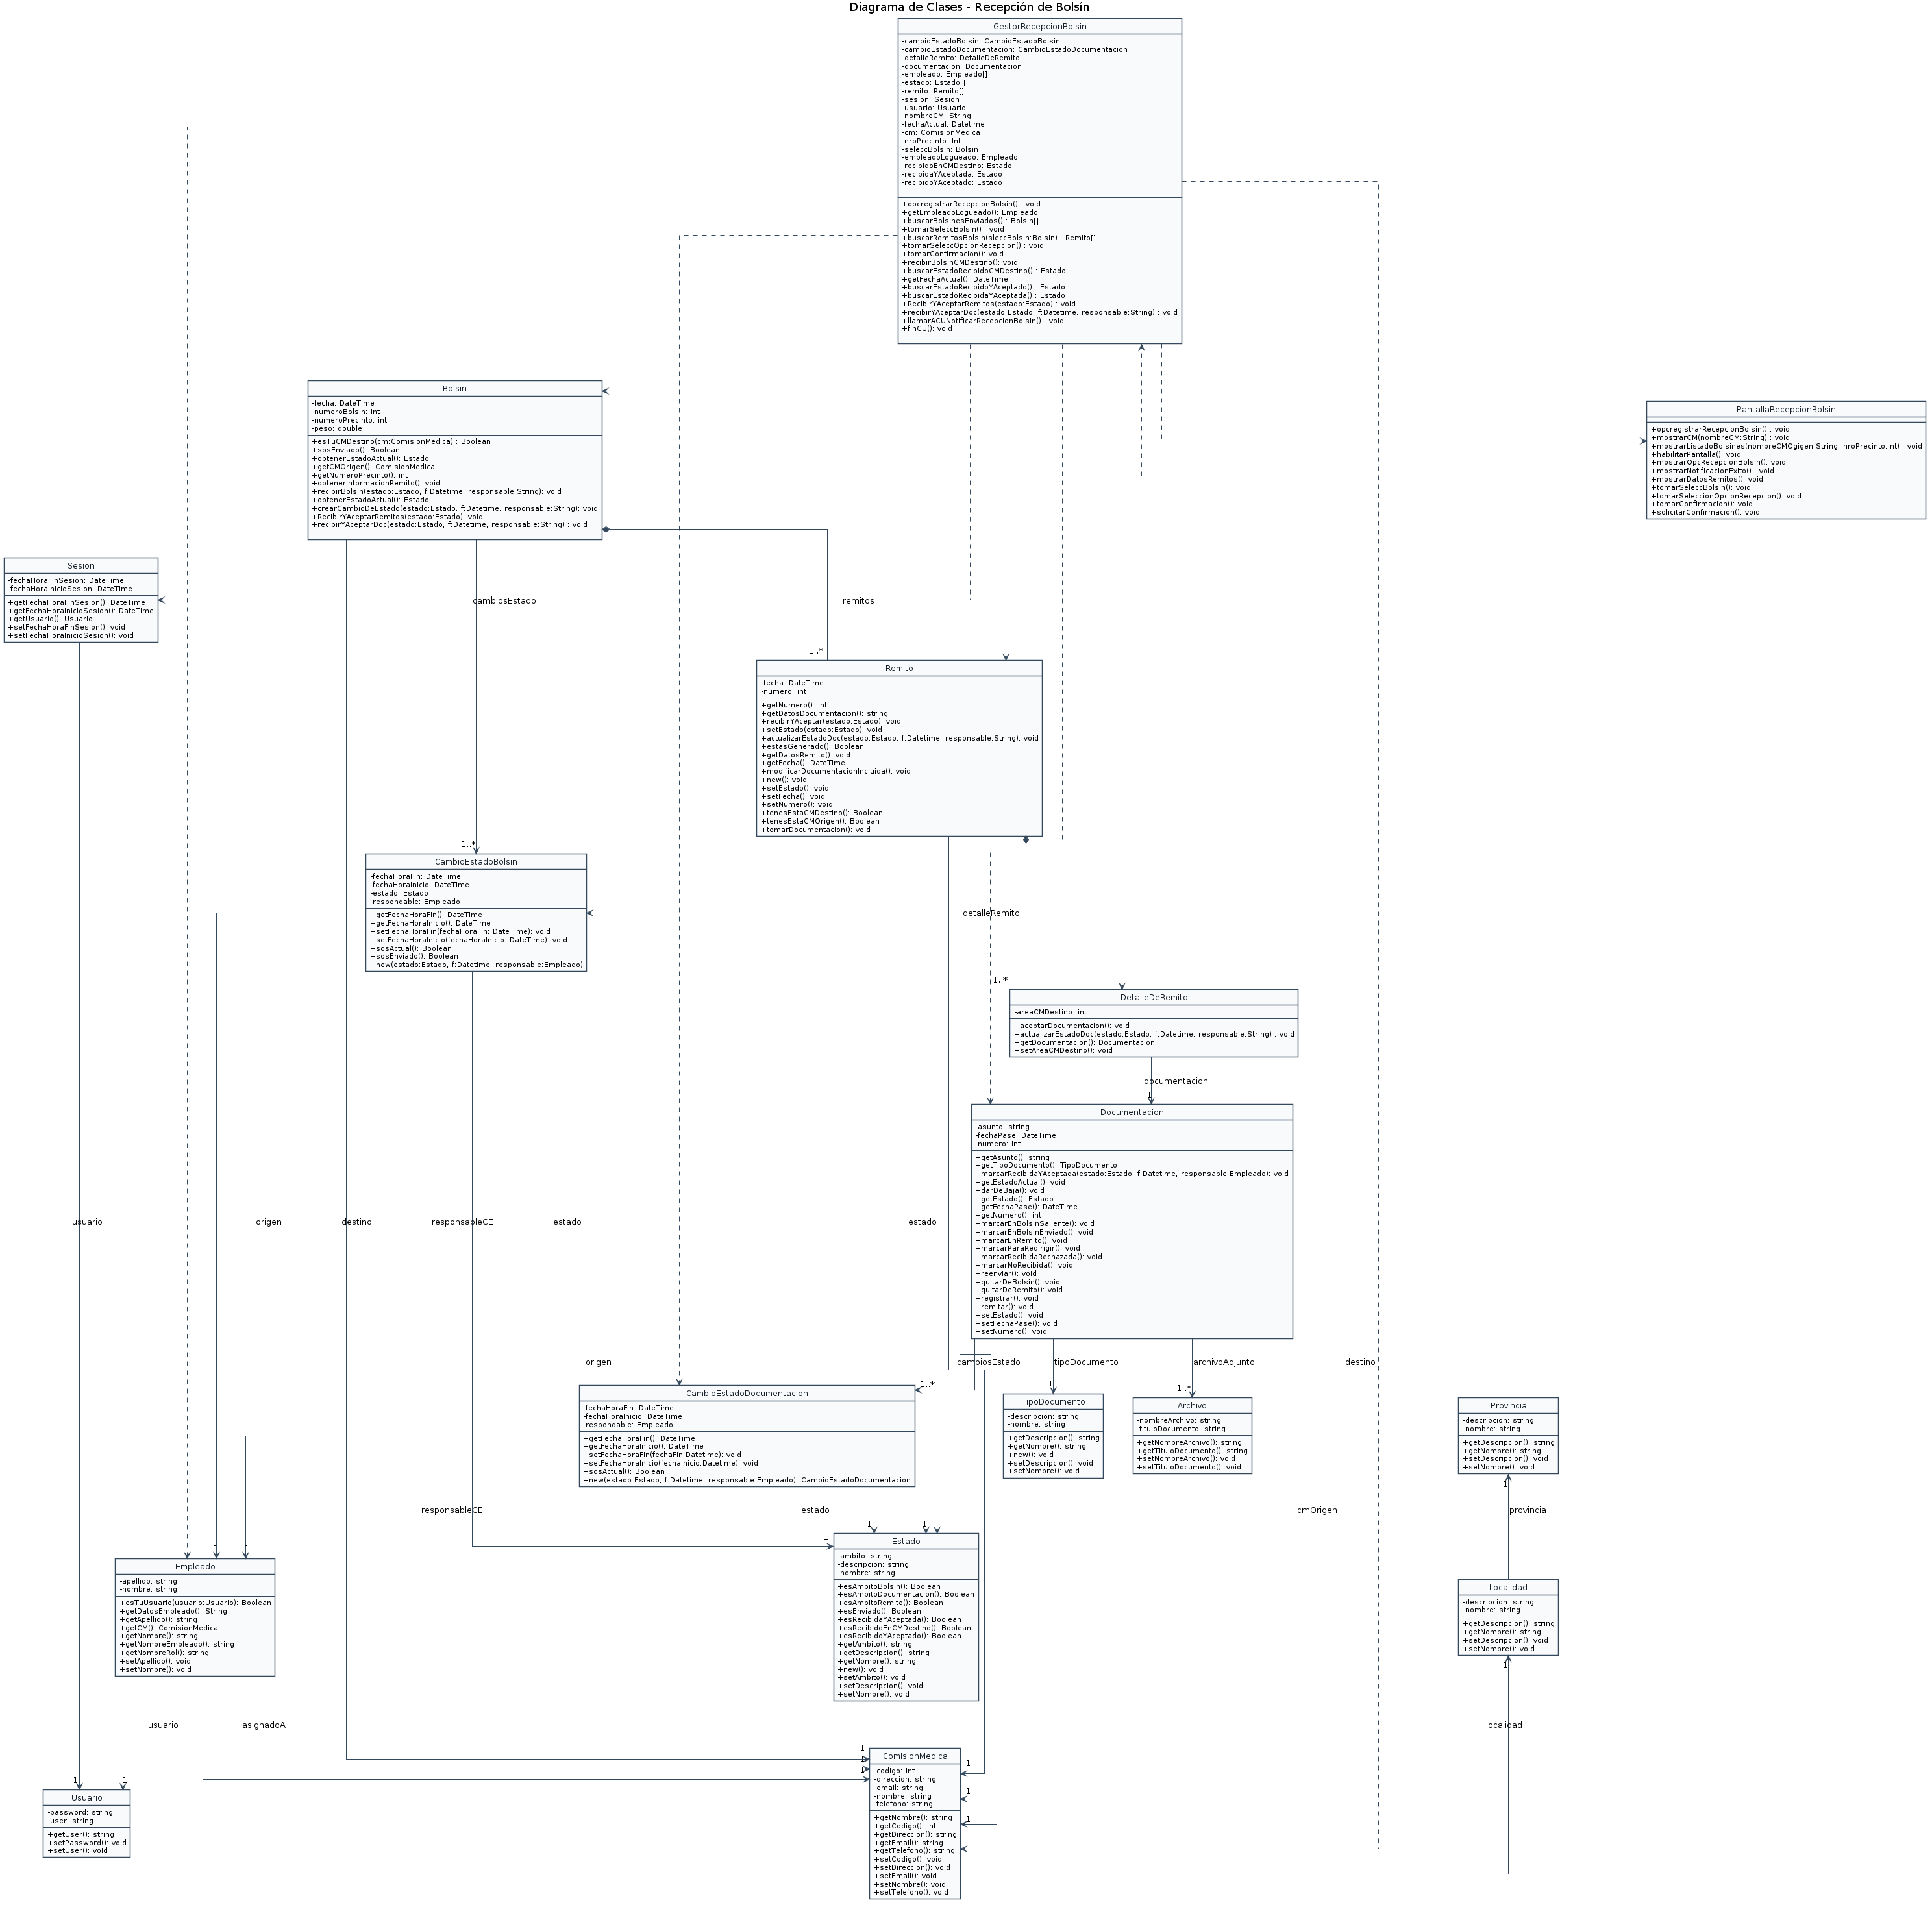 Diagrama de Clases - Recepción de Bolsín
GestorRecepcionBolsin
-cambioEstadoBolsin: CambioEstadoBolsin
-cambioEstadoDocumentacion: CambioEstadoDocumentacion
-detalleRemito: DetalleDeRemito
-documentacion: Documentacion
-empleado: Empleado[]
-estado: Estado[]
-remito: Remito[]
-sesion: Sesion
-usuario: Usuario
-nombreCM: String
-fechaActual: Datetime
-cm: ComisionMedica
-nroPrecinto: Int
-seleccBolsin: Bolsin
-empleadoLogueado: Empleado
-recibidoEnCMDestino: Estado
-recibidaYAceptada: Estado
-recibidoYAceptado: Estado
+opcregistrarRecepcionBolsin() : void
+getEmpleadoLogueado(): Empleado
+buscarBolsinesEnviados() : Bolsin[]
+tomarSeleccBolsin() : void
+buscarRemitosBolsin(sleccBolsin:Bolsin) : Remito[]
+tomarSeleccOpcionRecepcion() : void
+tomarConfirmacion(): void
+recibirBolsinCMDestino(): void
+buscarEstadoRecibidoCMDestino() : Estado
+getFechaActual(): DateTime
+buscarEstadoRecibidoYAceptado() : Estado
+buscarEstadoRecibidaYAceptada() : Estado
+RecibirYAceptarRemitos(estado:Estado) : void
+recibirYAceptarDoc(estado:Estado, f:Datetime, responsable:String) : void
+llamarACUNotificarRecepcionBolsin() : void
+finCU(): void
Bolsin
-fecha: DateTime
-numeroBolsin: int
-numeroPrecinto: int
-peso: double
+esTuCMDestino(cm:ComisionMedica) : Boolean
+sosEnviado(): Boolean
+obtenerEstadoActual(): Estado
+getCMOrigen(): ComisionMedica
+getNumeroPrecinto(): int
+obtenerInformacionRemito(): void
+recibirBolsin(estado:Estado, f:Datetime, responsable:String): void
+obtenerEstadoActual(): Estado
+crearCambioDeEstado(estado:Estado, f:Datetime, responsable:String): void
+RecibirYAceptarRemitos(estado:Estado): void
+recibirYAceptarDoc(estado:Estado, f:Datetime, responsable:String) : void
PantallaRecepcionBolsin
+opcregistrarRecepcionBolsin() : void
+mostrarCM(nombreCM:String) : void
+mostrarListadoBolsines(nombreCMOgigen:String, nroPrecinto:int) : void
+habilitarPantalla(): void
+mostrarOpcRecepcionBolsin(): void
+mostrarNotificacionExito() : void
+mostrarDatosRemitos(): void
+tomarSeleccBolsin(): void
+tomarSeleccionOpcionRecepcion(): void
+tomarConfirmacion(): void
+solicitarConfirmacion(): void
Sesion
-fechaHoraFinSesion: DateTime
-fechaHoraInicioSesion: DateTime
+getFechaHoraFinSesion(): DateTime
+getFechaHoraInicioSesion(): DateTime
+getUsuario(): Usuario
+setFechaHoraFinSesion(): void
+setFechaHoraInicioSesion(): void
cambiosEstado
remitos
1..*
Remito
-fecha: DateTime
-numero: int
+getNumero(): int
+getDatosDocumentacion(): string
+recibirYAceptar(estado:Estado): void
+setEstado(estado:Estado): void
+actualizarEstadoDoc(estado:Estado, f:Datetime, responsable:String): void
+estasGenerado(): Boolean
+getDatosRemito(): void
+getFecha(): DateTime
+modificarDocumentacionIncluida(): void
+new(): void
+setEstado(): void
+setFecha(): void
+setNumero(): void
+tenesEstaCMDestino(): Boolean
+tenesEstaCMOrigen(): Boolean
+tomarDocumentacion(): void
1..*
CambioEstadoBolsin
-fechaHoraFin: DateTime
-fechaHoraInicio: DateTime
-estado: Estado
-respondable: Empleado
+getFechaHoraFin(): DateTime
+getFechaHoraInicio(): DateTime
+setFechaHoraFin(fechaHoraFin: DateTime): void
+setFechaHoraInicio(fechaHoraInicio: DateTime): void
+sosActual(): Boolean
+sosEnviado(): Boolean
+new(estado:Estado, f:Datetime, responsable:Empleado)
detalleRemito
1..*
DetalleDeRemito
-areaCMDestino: int
+aceptarDocumentacion(): void
+actualizarEstadoDoc(estado:Estado, f:Datetime, responsable:String) : void
+getDocumentacion(): Documentacion
+setAreaCMDestino(): void
documentacion
1
Documentacion
-asunto: string
-fechaPase: DateTime
-numero: int
+getAsunto(): string
+getTipoDocumento(): TipoDocumento
+marcarRecibidaYAceptada(estado:Estado, f:Datetime, responsable:Empleado): void
+getEstadoActual(): void
+darDeBaja(): void
+getEstado(): Estado
+getFechaPase(): DateTime
+getNumero(): int
+marcarEnBolsinSaliente(): void
+marcarEnBolsinEnviado(): void
+marcarEnRemito(): void
+marcarParaRedirigir(): void
+marcarRecibidaRechazada(): void
+marcarNoRecibida(): void
+reenviar(): void
+quitarDeBolsin(): void
+quitarDeRemito(): void
+registrar(): void
+remitar(): void
+setEstado(): void
+setFechaPase(): void
+setNumero(): void
usuario
origen
destino
responsableCE
estado
estado
origen
cambiosEstado
tipoDocumento
archivoAdjunto
destino
1..*
1
1..*
CambioEstadoDocumentacion
-fechaHoraFin: DateTime
-fechaHoraInicio: DateTime
-respondable: Empleado
+getFechaHoraFin(): DateTime
+getFechaHoraInicio(): DateTime
+setFechaHoraFin(fechaFin:Datetime): void
+setFechaHoraInicio(fechaInicio:Datetime): void
+sosActual(): Boolean
+new(estado:Estado, f:Datetime, responsable:Empleado): CambioEstadoDocumentacion
TipoDocumento
-descripcion: string
-nombre: string
+getDescripcion(): string
+getNombre(): string
+new(): void
+setDescripcion(): void
+setNombre(): void
Archivo
-nombreArchivo: string
-tituloDocumento: string
+getNombreArchivo(): string
+getTituloDocumento(): string
+setNombreArchivo(): void
+setTituloDocumento(): void
Provincia
-descripcion: string
-nombre: string
+getDescripcion(): string
+getNombre(): string
+setDescripcion(): void
+setNombre(): void
1
responsableCE
estado
cmOrigen
provincia
1
1
1
1
1
1
Estado
-ambito: string
-descripcion: string
-nombre: string
+esAmbitoBolsin(): Boolean
+esAmbitoDocumentacion(): Boolean
+esAmbitoRemito(): Boolean
+esEnviado(): Boolean
+esRecibidaYAceptada(): Boolean
+esRecibidoEnCMDestino(): Boolean
+esRecibidoYAceptado(): Boolean
+getAmbito(): string
+getDescripcion(): string
+getNombre(): string
+new(): void
+setAmbito(): void
+setDescripcion(): void
+setNombre(): void
Empleado
-apellido: string
-nombre: string
+esTuUsuario(usuario:Usuario): Boolean
+getDatosEmpleado(): String
+getApellido(): string
+getCM(): ComisionMedica
+getNombre(): string
+getNombreEmpleado(): string
+getNombreRol(): string
+setApellido(): void
+setNombre(): void
Localidad
-descripcion: string
-nombre: string
+getDescripcion(): string
+getNombre(): string
+setDescripcion(): void
+setNombre(): void
1
usuario
asignadoA
localidad
1
1
1
1
1
1
1
1
Usuario
-password: string
-user: string
+getUser(): string
+setPassword(): void
+setUser(): void
ComisionMedica
-codigo: int
-direccion: string
-email: string
-nombre: string
-telefono: string
+getNombre(): string
+getCodigo(): int
+getDireccion(): string
+getEmail(): string
+getTelefono(): string
+setCodigo(): void
+setDireccion(): void
+setEmail(): void
+setNombre(): void
+setTelefono(): void